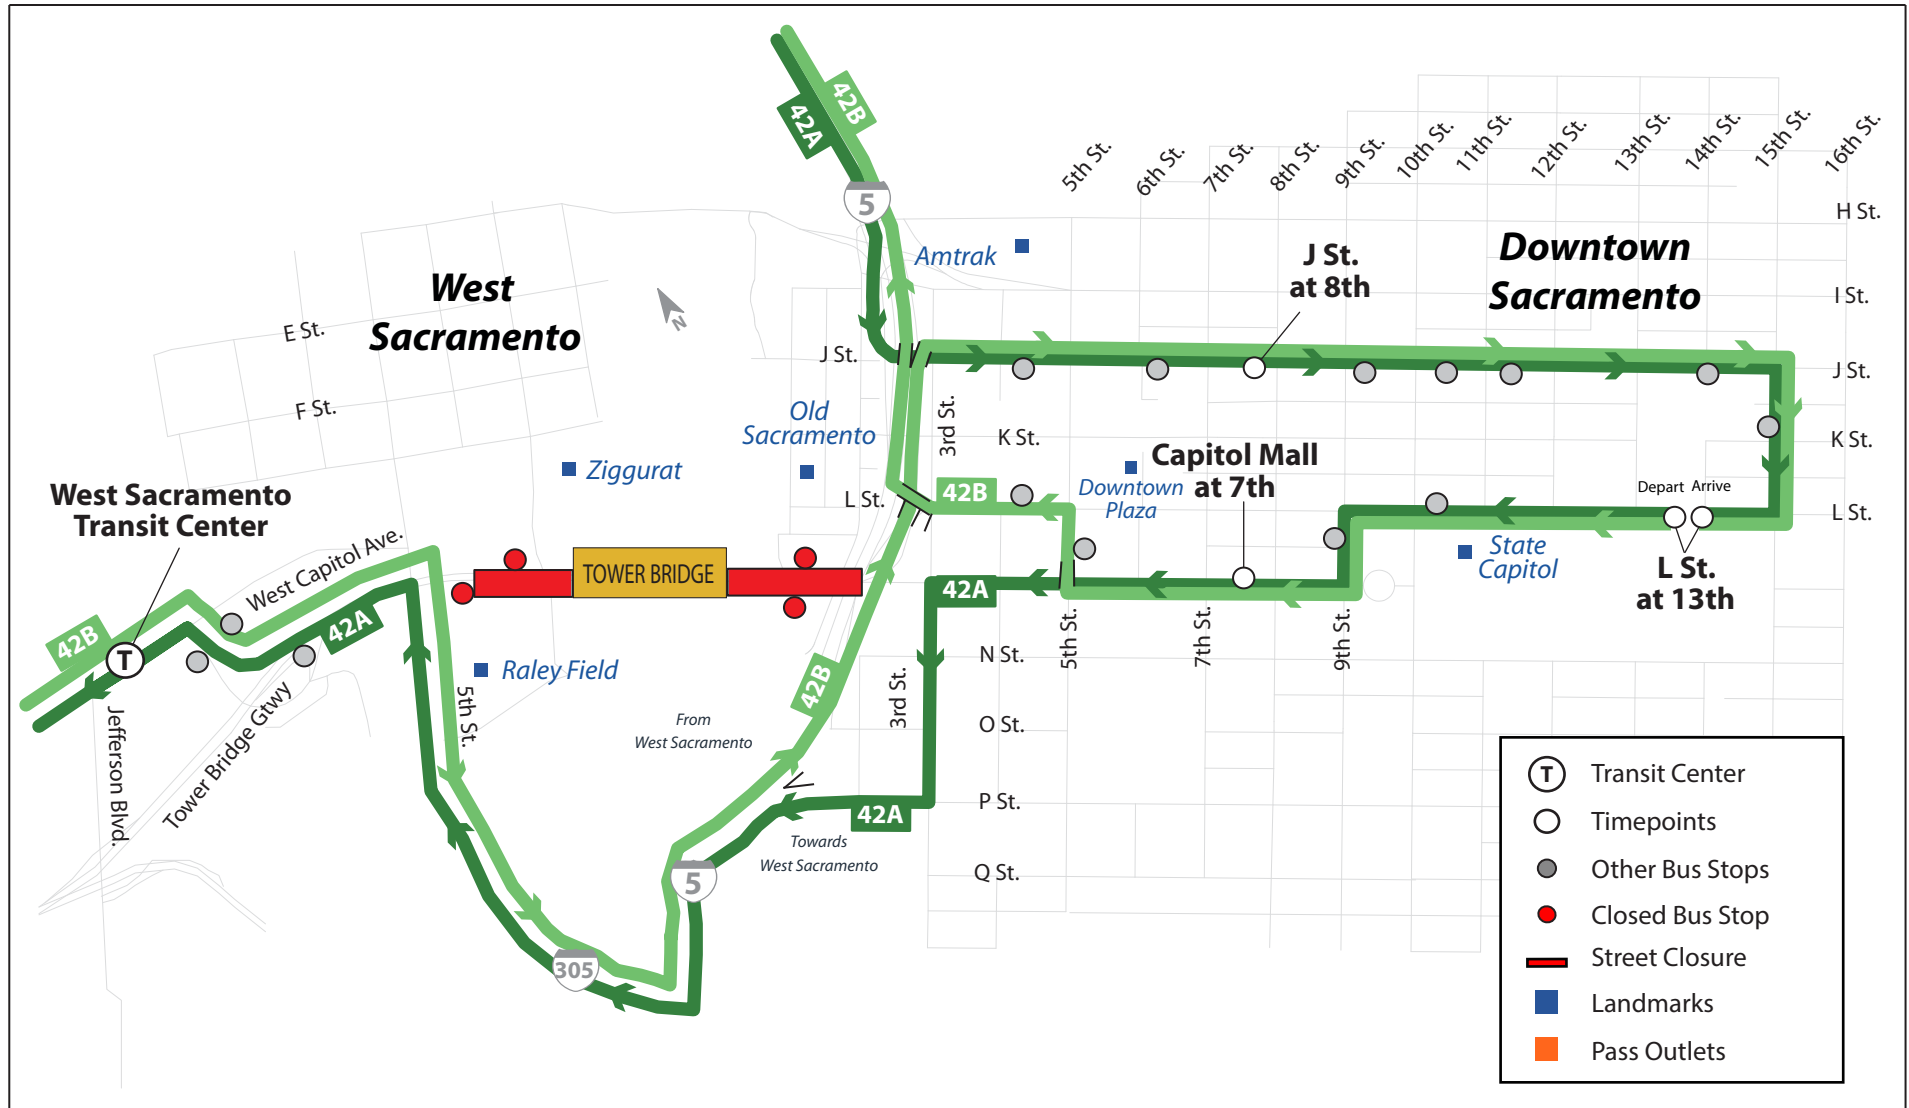 42A
42B
5
5th St.
6th St.
7th St.
8th St.
9th St.
10th St.
11th St.
12th St.
13th St.
14th St.
15th St.
16th St.
H St.
I St.
J St.
K St.
L St.
Amtrak
J St.
at 8th
Downtown
Sacramento
West
Sacramento
N
E St.
F St.
J St.
Old
Sacramento
3rd St.
K St.
Ziggurat
L St.
42B
Downtown
Plaza
Capitol Mall
at 7th
Depart
Arrive
State
Capitol
L St.
at 13th
West Sacramento
Transit Center
West Capitol Ave.
TOWER BRIDGE
42A
42B
T
42A
Raley Field
42B
5th St.
Jefferson Blvd.
Tower Bridge Gtwy
From
West Sacramento
3rd St.
N St.
O St.
P St.
Q St.
5th St.
7th St.
9th St.
42A
Towards
West Sacramento
5
305
T
Transit Center
Timepoints
Other Bus Stops
Closed Bus Stop
Street Closure
Landmarks
Pass Outlets